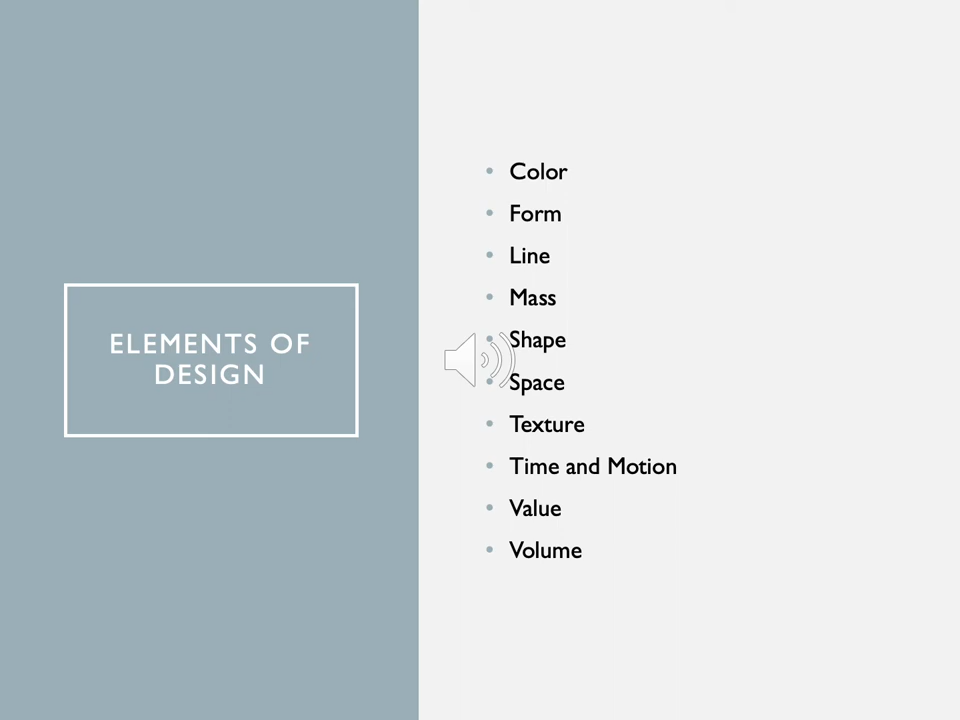 ELEMENTS OF
DESIGN
• Color
• Form
• Line
• Mass
• Shape
• Space
• Texture
• Time and Motion
• Value
• Volume